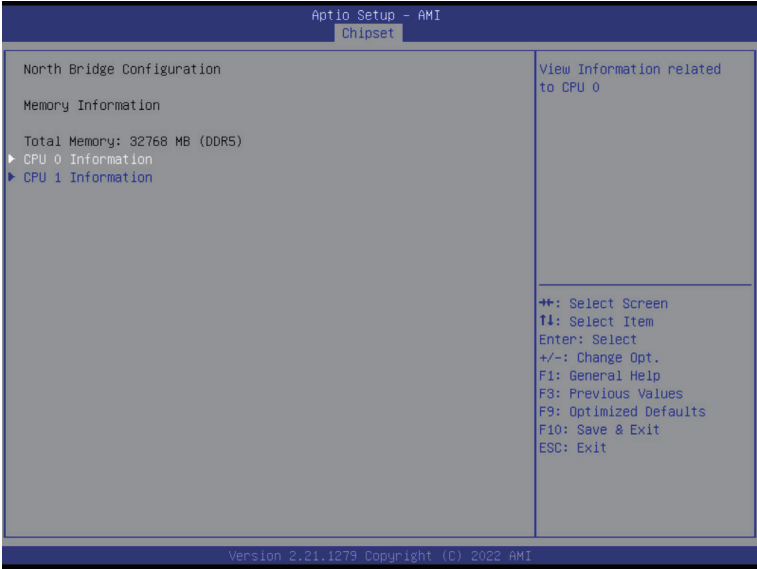 Aptio Setup – AMI
Chipset
North Bridge Configuration
Memory Information
Total Memory: 32768 MB (DDR5)
▶ CPU 0 Information
▶ CPU 1 Information
View Information related
to CPU 0
→←: Select Screen
↑↓: Select Item
Enter: Select
+/-: Change Opt.
F1: General Help
F3: Previous Values
F9: Optimized Defaults
F10: Save & Exit
ESC: Exit
Version 2.21.1279 Copyright (C) 2022 AMI